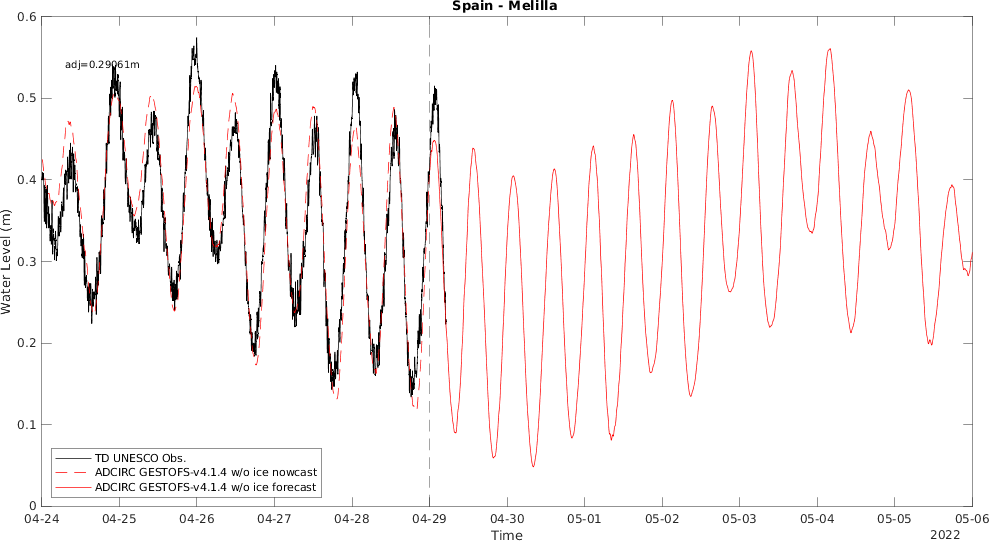 Spain - Melilla
0.6
adj=0.29061m
0.5
0.4
0.3
0.2
0.1
0
Water Level (m)
TD UNESCO Obs.
ADCIRC GESTOFS-v4.1.4 w/o ice nowcast
ADCIRC GESTOFS-v4.1.4 w/o ice forecast
04-24 04-25 04-26 04-27 04-28 04-29 04-30 05-01 05-02 05-03 05-04 05-05 05-06
Time
2022